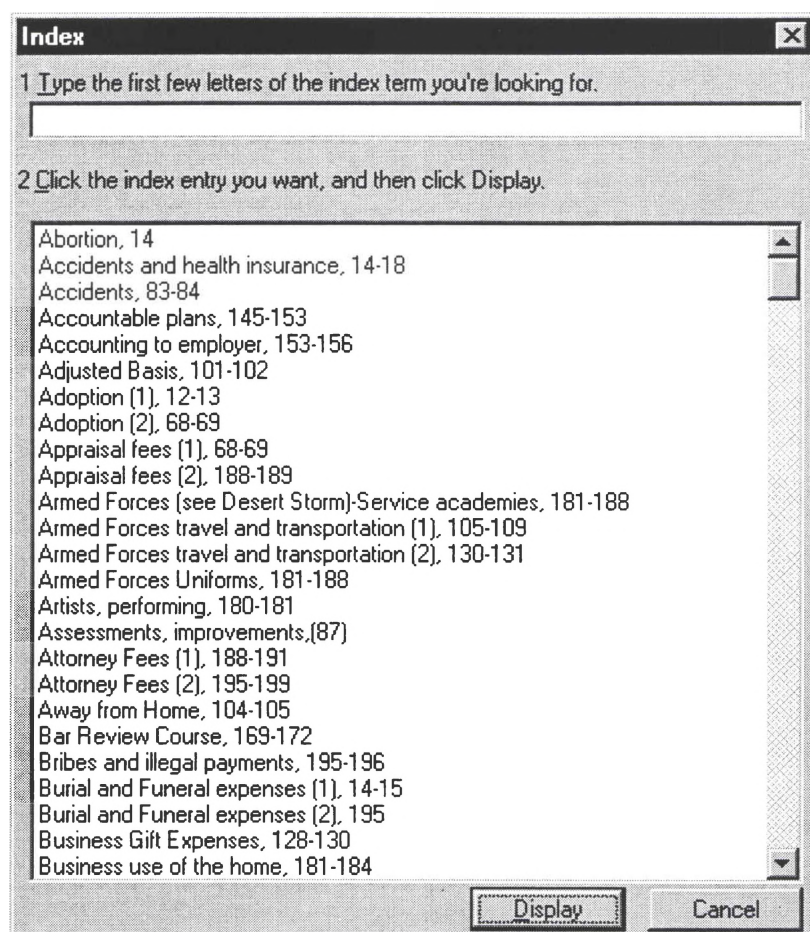 Index
1 Type the first few letters of the index term you're looking for.
2 Click the index entry you want, and then click Display.
Abortion, 14
Accidents and health insurance, 14-18
Accidents, 83-84
Accountable plans, 145-153
Accounting to employer, 153-156
Adjusted Basis, 101-102
Adoption (1), 12-13
Adoption (2), 68-69
Appraisal fees (1), 68-69
Appraisal fees (2), 188-189
Armed Forces (see Desert Storm)-Service academies, 181-188
Armed Forces travel and transportation (1), 105-109
Armed Forces travel and transportation (2), 130-131
Armed Forces Uniforms, 181-188
Artists, performing, 180-181
Assessments, improvements,(87)
Attorney Fees (1), 188-191
Attorney Fees (2), 195-199
Away from Home, 104-105
Bar Review Course, 169-172
Bribes and illegal payments, 195-196
Burial and Funeral expenses (1), 14-15
Burial and Funeral expenses (2), 195
Business Gift Expenses, 128-130
Business use of the home, 181-184
Display
Cancel